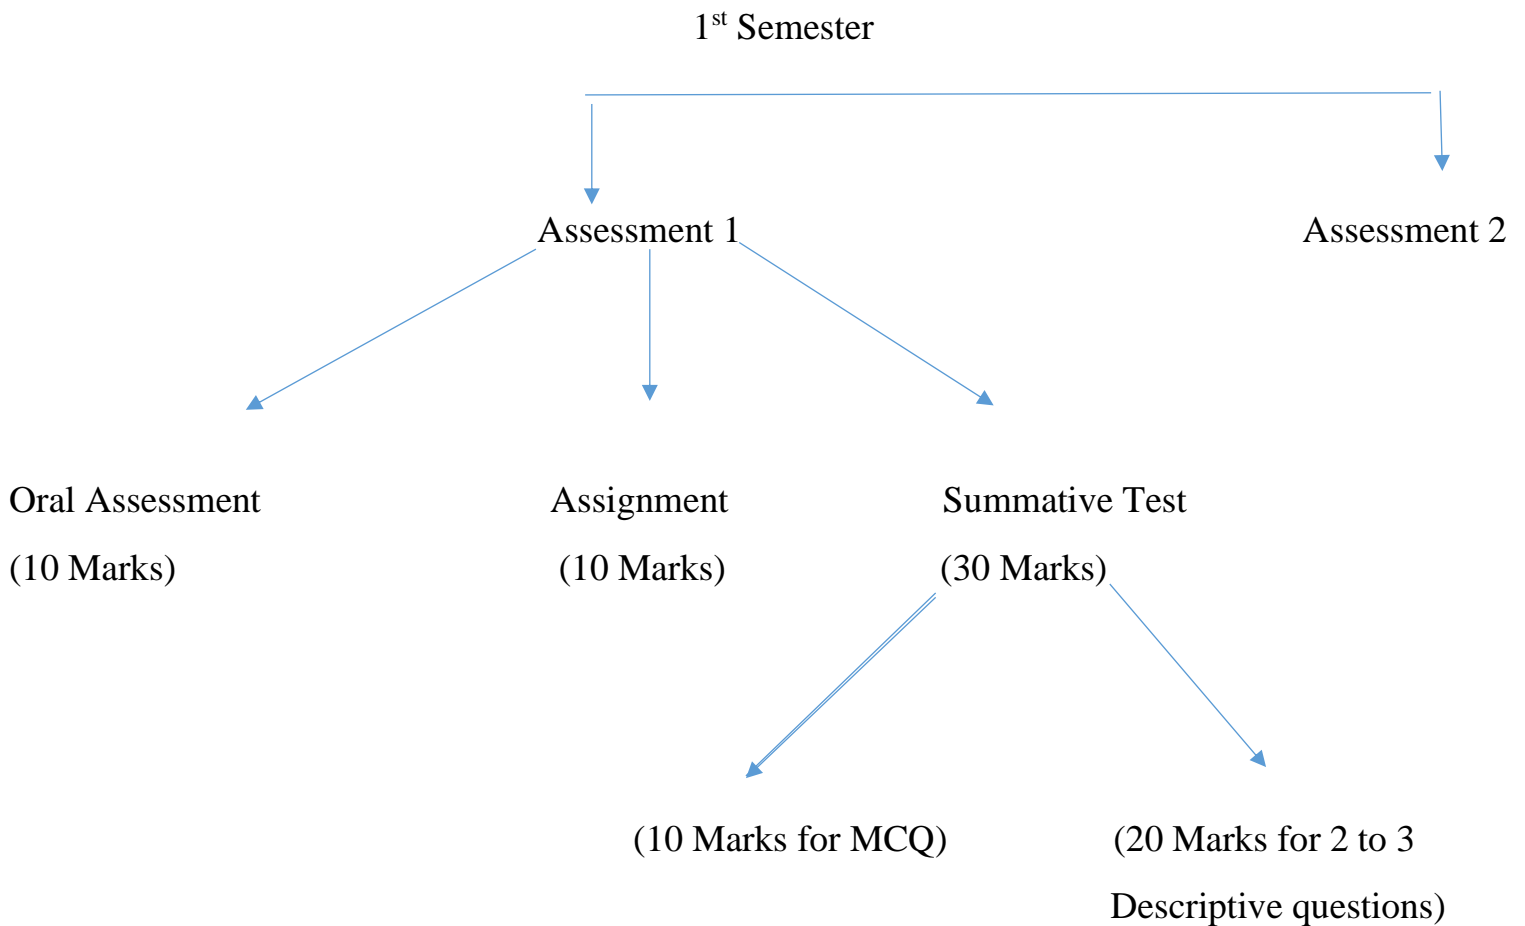 1st Semester
Assessment 1 Assessment 2
Oral Assessment Assignment Summative Test
(10 Marks) (10 Marks) (30 Marks)
(10 Marks for MCQ) (20 Marks for 2 to 3
Descriptive questions)